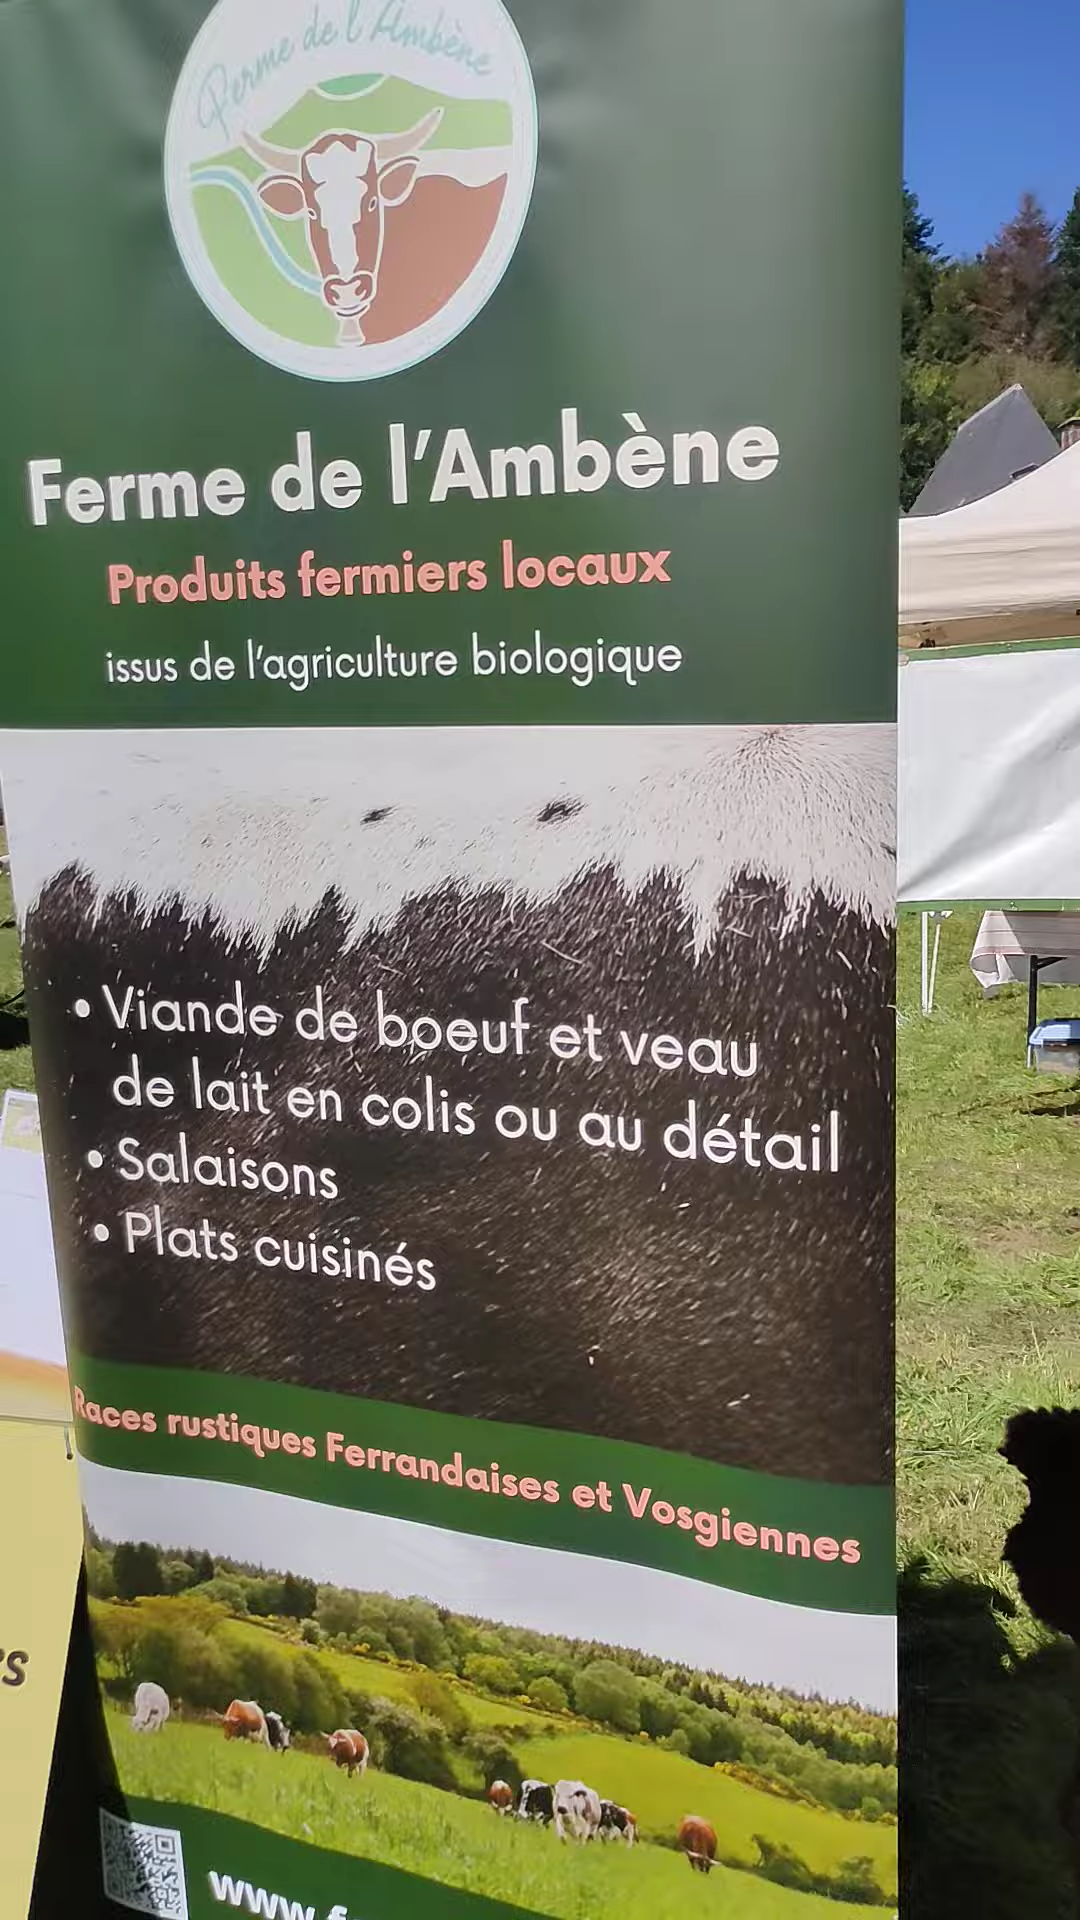 Ferme de l'Ambène
Ferme de l'Ambène
Produits fermiers locaux
issus de l'agriculture biologique
• Viande de boeuf et veau
de lait en colis ou au détail
• Salaisons
• Plats cuisinés
Races rustiques Ferrandaises et Vosgiennes